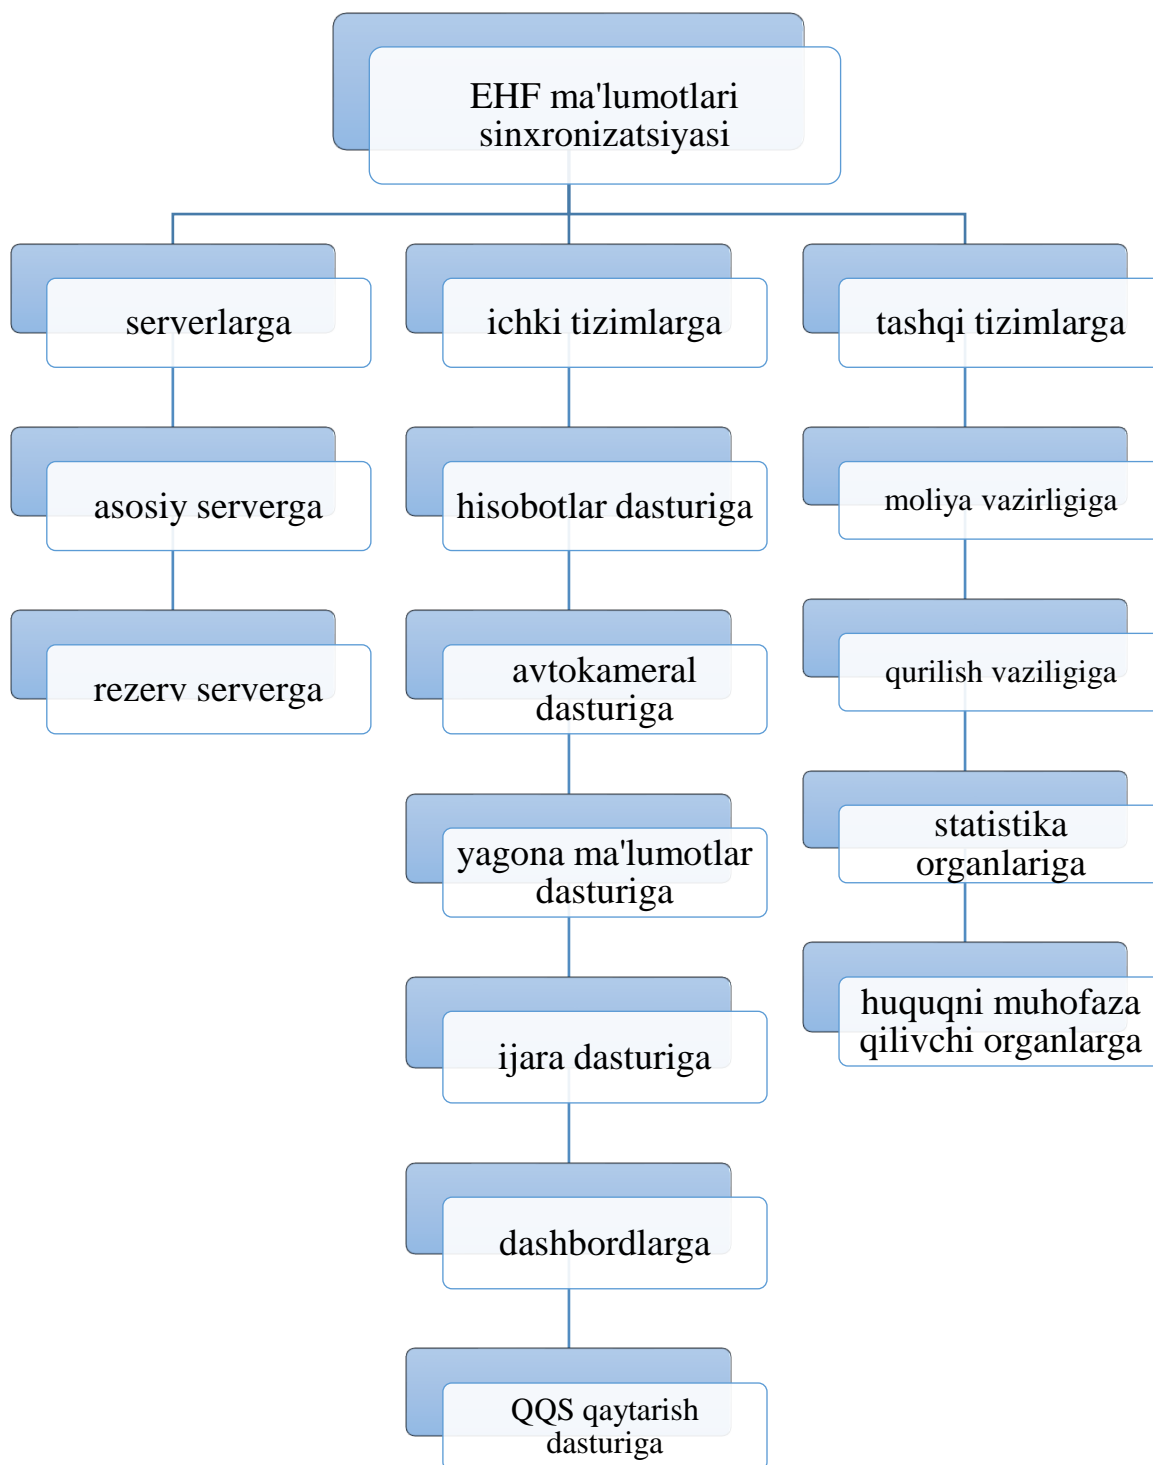 EHF ma'lumotlari
sinxronizatsiyasi
serverlarga
asosiy serverga
rezerv serverga
ichki tizimlarga
hisobotlar dasturiga
avtokameral
dasturiga
yagona ma'lumotlar
dasturiga
ijara dasturiga
dashbordlarga
QQS qaytarish
dasturiga
tashqi tizimlarga
moliya vazirligiga
qurilish vaziligiga
statistika
organlariga
huquqni muhofaza
qilivchi organlarga